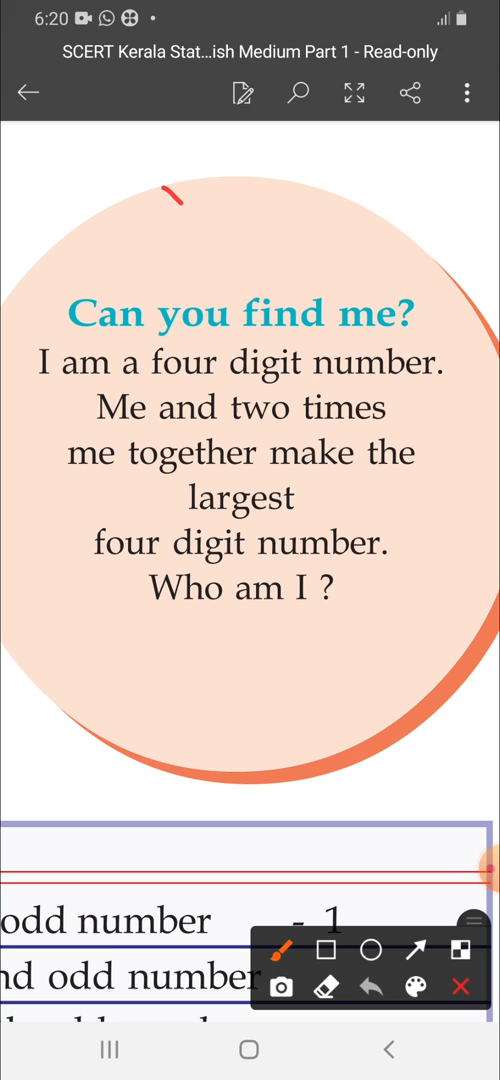 6:20
SCERT Kerala Stat...ish Medium Part 1 - Read-only
Can you find me?
I am a four digit number.
Me and two times
me together make the
largest
four digit number.
Who am I ?
odd number - 1
nd odd number